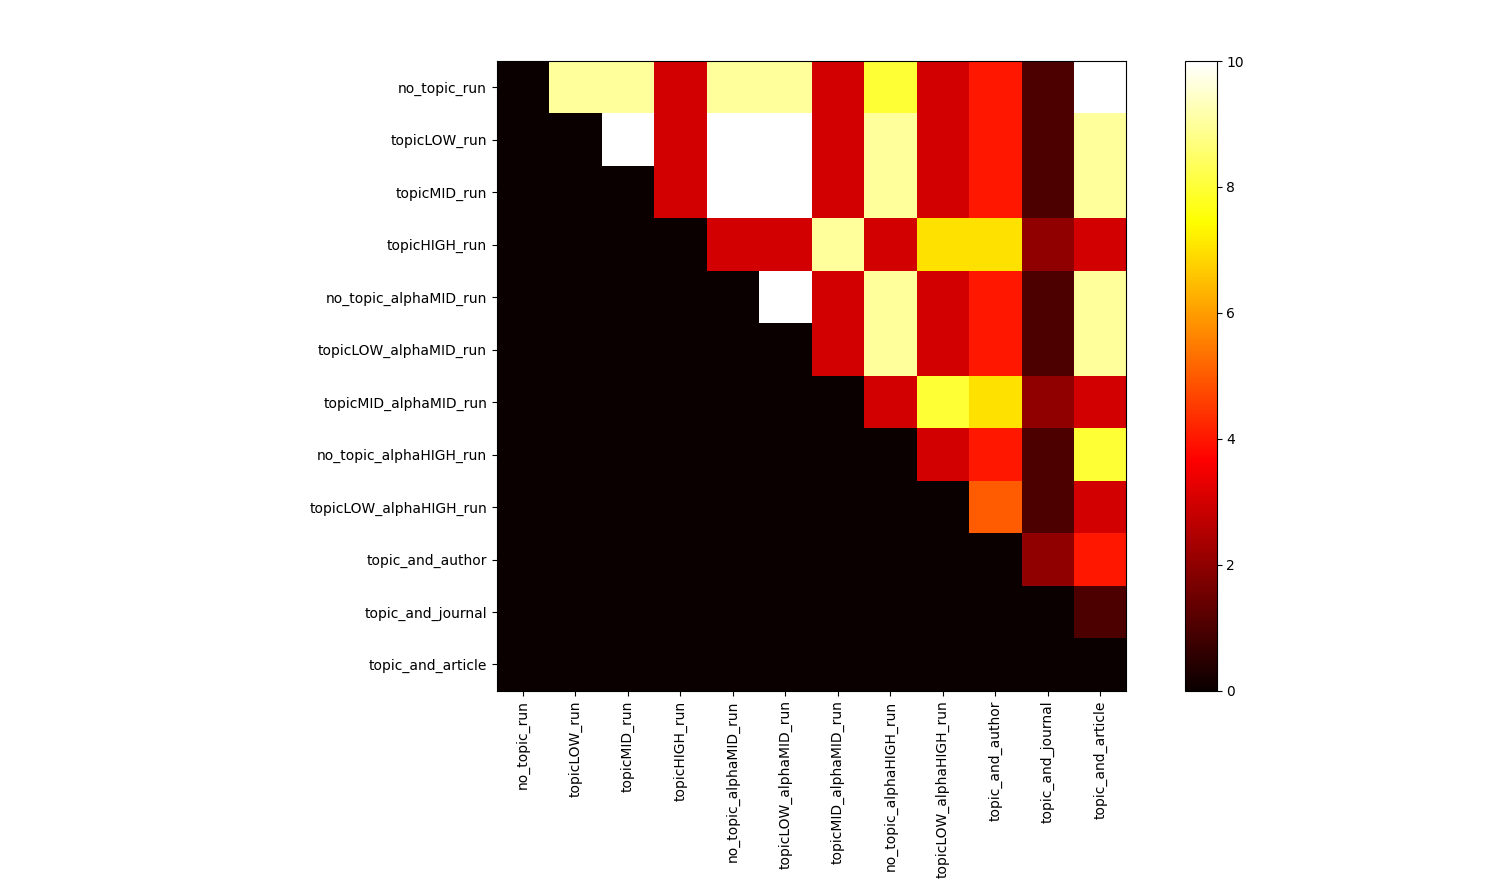 no_topic_run
topicLOW_run
topicMID_run
topicHIGH_run
no_topic_alphaMID_run
topicLOW_alphaMID_run
topicMID_alphaMID_run
no_topic_alphaHIGH_run
topicLOW_alphaHIGH_run
topic_and_author
topic_and_journal
topic_and_article
no_topic_run
topicLOW_run
topicMID_run
topicHIGH_run
no_topic_alphaMID_run
topicLOW_alphaMID_run
topicMID_alphaMID_run
no_topic_alphaHIGH_run
topicLOW_alphaHIGH_run
topic_and_author
topic_and_journal
topic_and_article
10
8
6
4
2
0